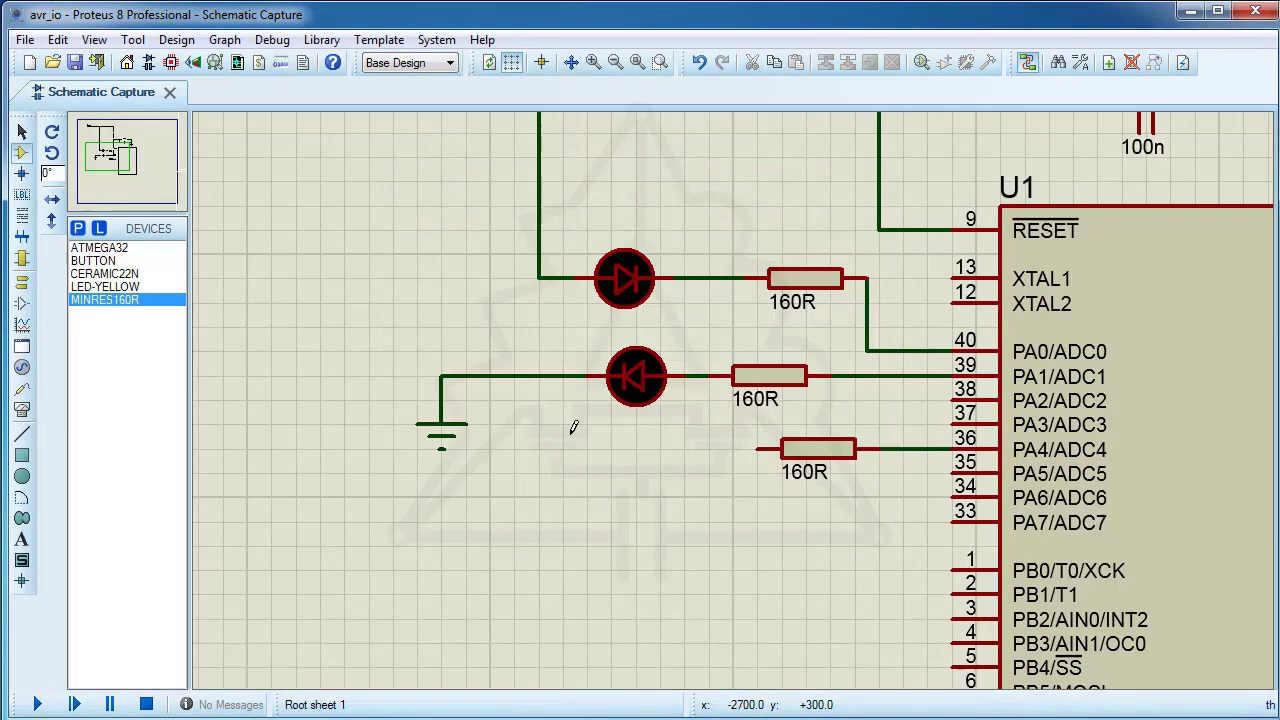 avr_io - Proteus 8 Professional - Schematic Capture
File Edit View Tool Design Graph Debug Library Template System Help
Base Design
Schematic Capture
0°
P L DEVICES
ATMEGA32
BUTTON
CERAMIC22N
LED-YELLOW
MINRES160R
LBL
A
S
100n
U1
9 RESET
13 XTAL1
12 XTAL2
160R
40 PA0/ADC0
39 PA1/ADC1
160R
38 PA2/ADC2
37 PA3/ADC3
36 PA4/ADC4
160R
35 PA5/ADC5
34 PA6/ADC6
33 PA7/ADC7
1 PB0/T0/XCK
2 PB1/T1
3 PB2/AIN0/INT2
4 PB3/AIN1/OC0
5 PB4/SS
6
No Messages Root sheet 1 x: -2700.0 y: +300.0 th